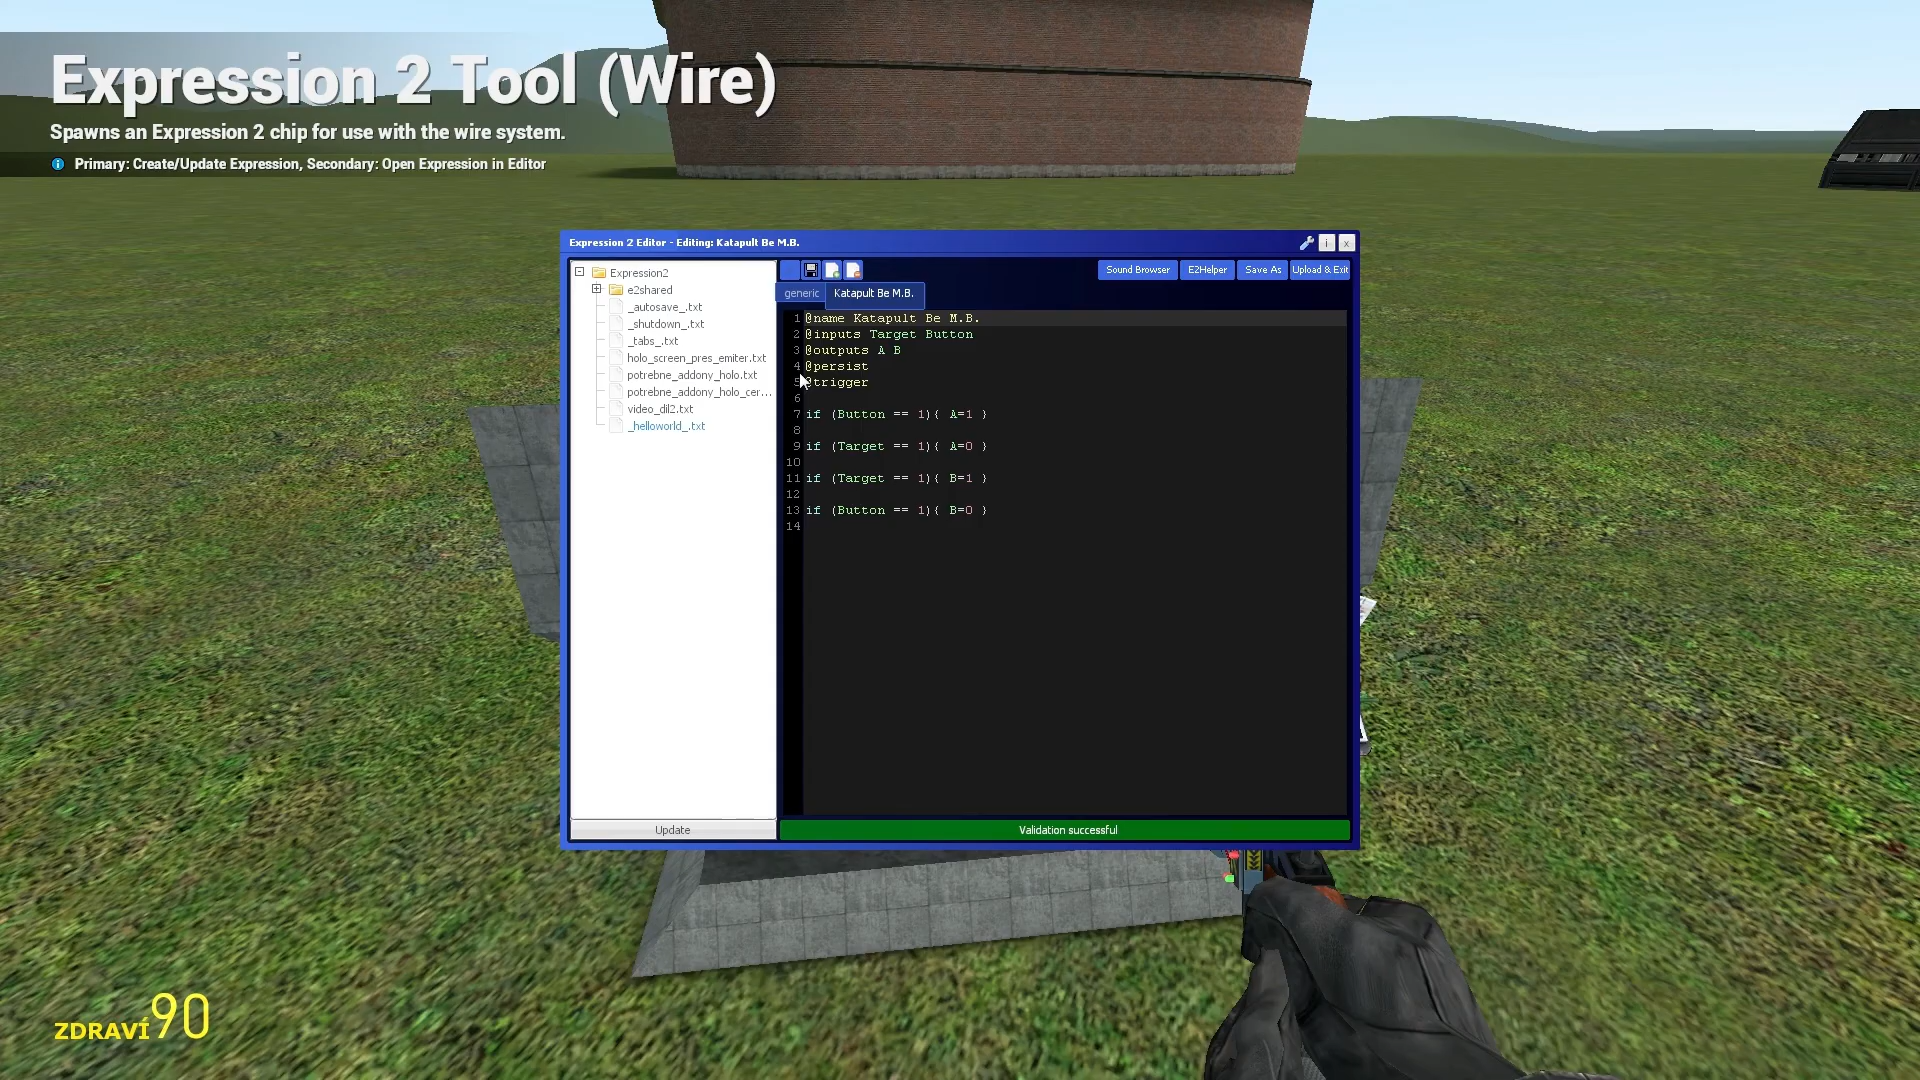 Expression 2 Tool (Wire)
Spawns an Expression 2 chip for use with the wire system.
Primary: Create/Update Expression, Secondary: Open Expression in Editor
Expression 2 Editor - Editing: Katapult Be M.B.
i
x
Expression2
e2shared
_autosave_.txt
_shutdown_.txt
_tabs_.txt
holo_screen_pres_emiter.txt
potrebne_addony_holo.txt
potrebne_addony_holo_cer...
video_dil2.txt
_helloworld_.txt
Update
Sound Browser
E2Helper
Save As
Upload & Exit
generic
Katapult Be M.B.
1 @name Katapult Be M.B.
2 @inputs Target Button
3 @outputs A B
4 @persist
5 @trigger
6
7 if (Button == 1){ A=1 }
8
9 if (Target == 1){ A=0 }
10
11 if (Target == 1){ B=1 }
12
13 if (Button == 1){ B=0 }
14
Validation successful
ZDRAVÍ 90